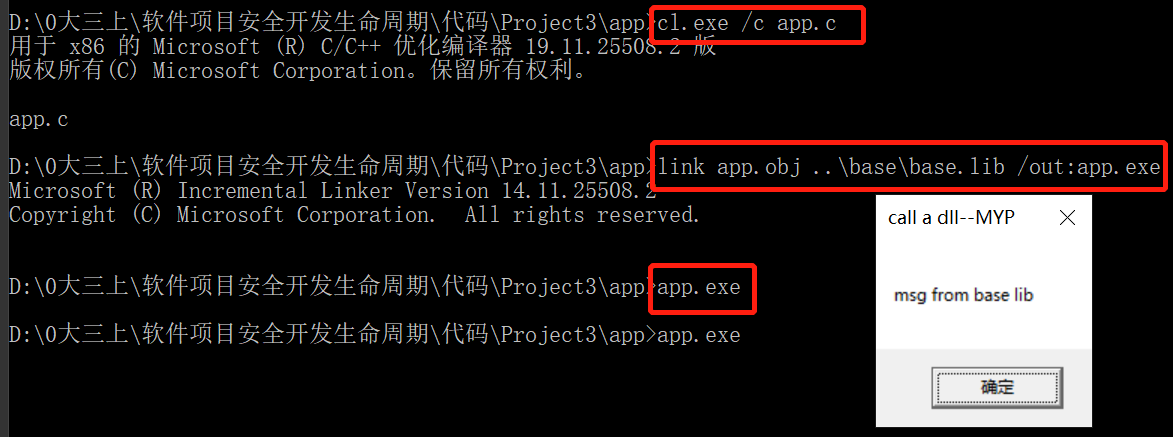 D:\0大三上\软件项目安全开发生命周期\代码\Project3\app>cl.exe /c app.c
用于 x86 的 Microsoft (R) C/C++ 优化编译器 19.11.25508.2 版
版权所有(C) Microsoft Corporation。保留所有权利。
app.c
D:\0大三上\软件项目安全开发生命周期\代码\Project3\app>link app.obj ..\base\base.lib /out:app.exe
Microsoft (R) Incremental Linker Version 14.11.25508.2
Copyright (C) Microsoft Corporation.  All rights reserved.
D:\0大三上\软件项目安全开发生命周期\代码\Project3\app>app.exe
D:\0大三上\软件项目安全开发生命周期\代码\Project3\app>app.exe
call a dll--MYP
msg from base lib
确定